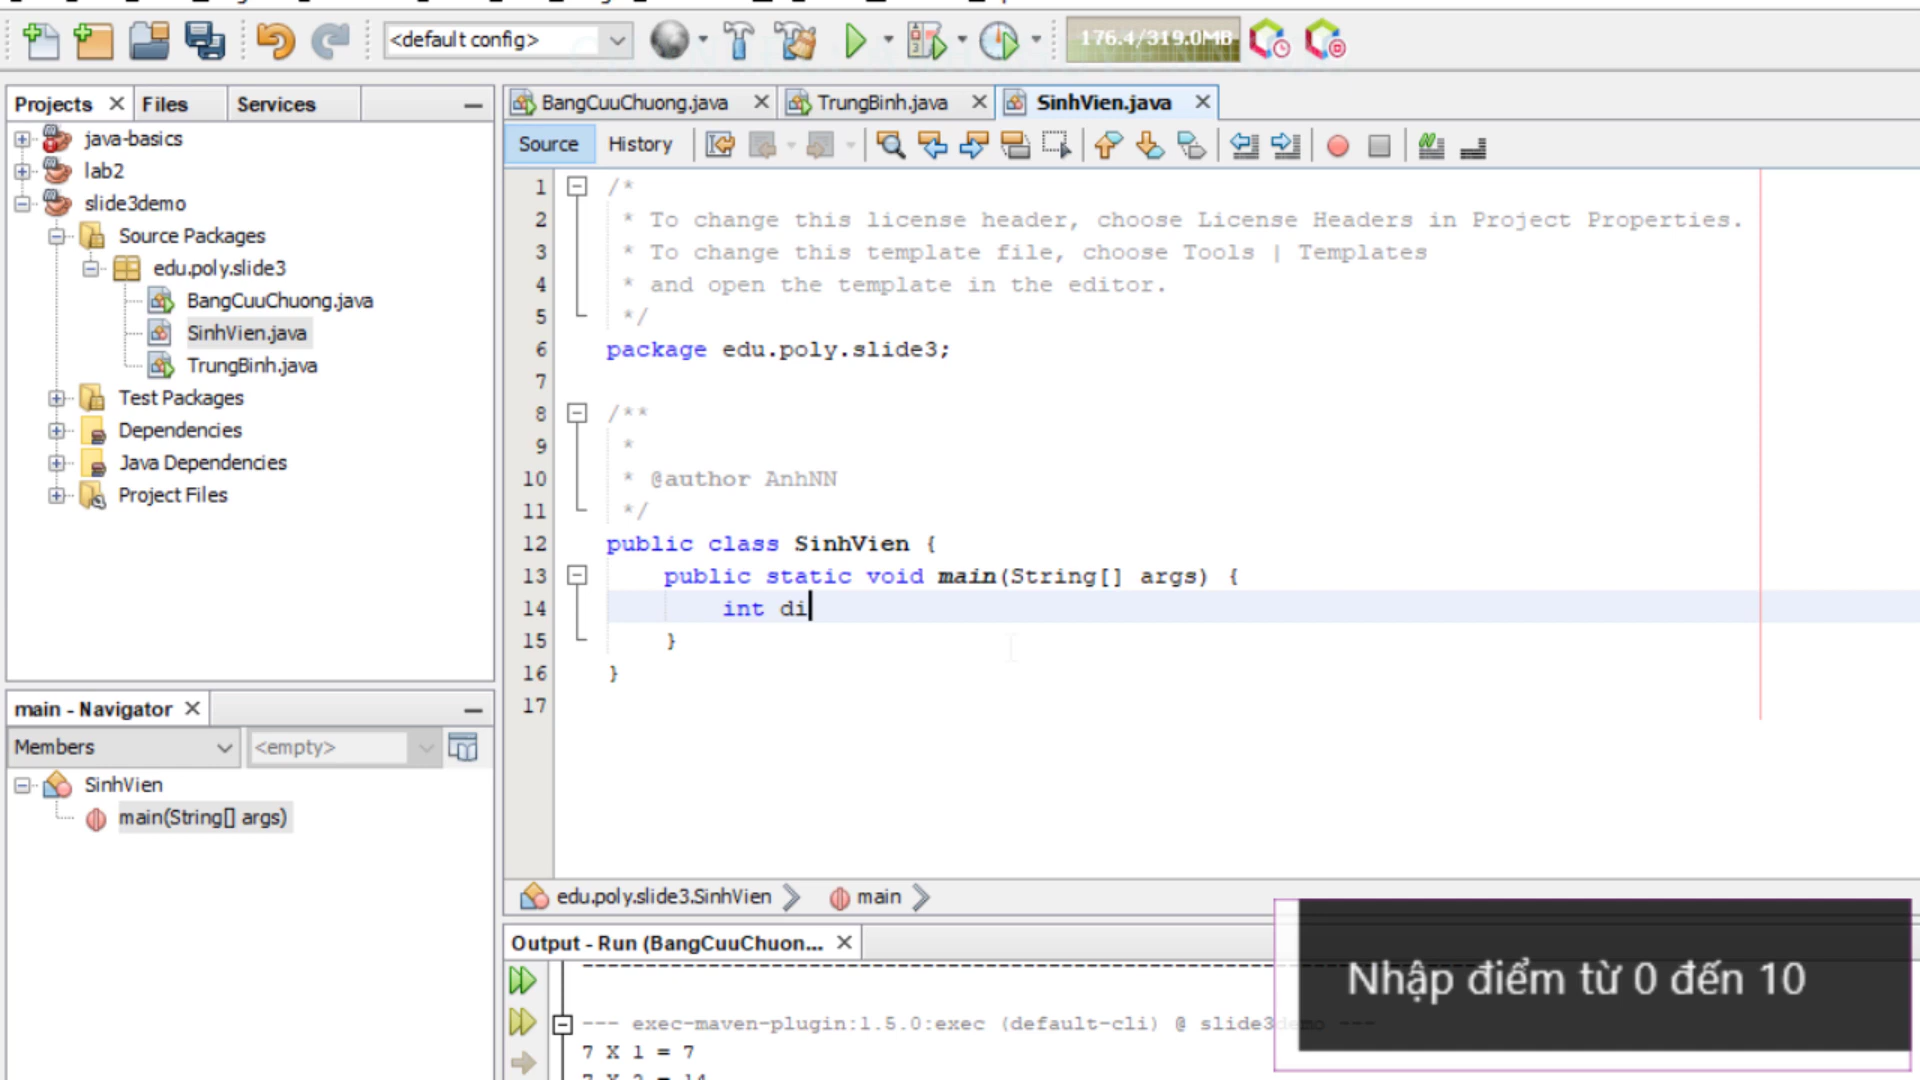 <default config>
176.4/319.0MB
Projects
Files
Services
java-basics
lab2
slide3demo
Source Packages
edu.poly.slide3
BangCuuChuong.java
SinhVien.java
TrungBinh.java
Test Packages
Dependencies
Java Dependencies
Project Files
main - Navigator
Members
<empty>
SinhVien
main(String[] args)
BangCuuChuong.java
TrungBinh.java
SinhVien.java
Source
History
1 /*
2 * To change this license header, choose License Headers in Project Properties.
3 * To change this template file, choose Tools | Templates
4 * and open the template in the editor.
5 */
6 package edu.poly.slide3;
7
8 /**
9 *
10 * @author AnhNN
11 */
12 public class SinhVien {
13 public static void main(String[] args) {
14 int di
15 }
16 }
17
edu.poly.slide3.SinhVien
main
Output - Run (BangCuuChuon...
--- exec-maven-plugin:1.5.0:exec (default-cli) @ slide3demo ---
7 X 1 = 7
7 X 2 = 14
Nhập điểm từ 0 đến 10